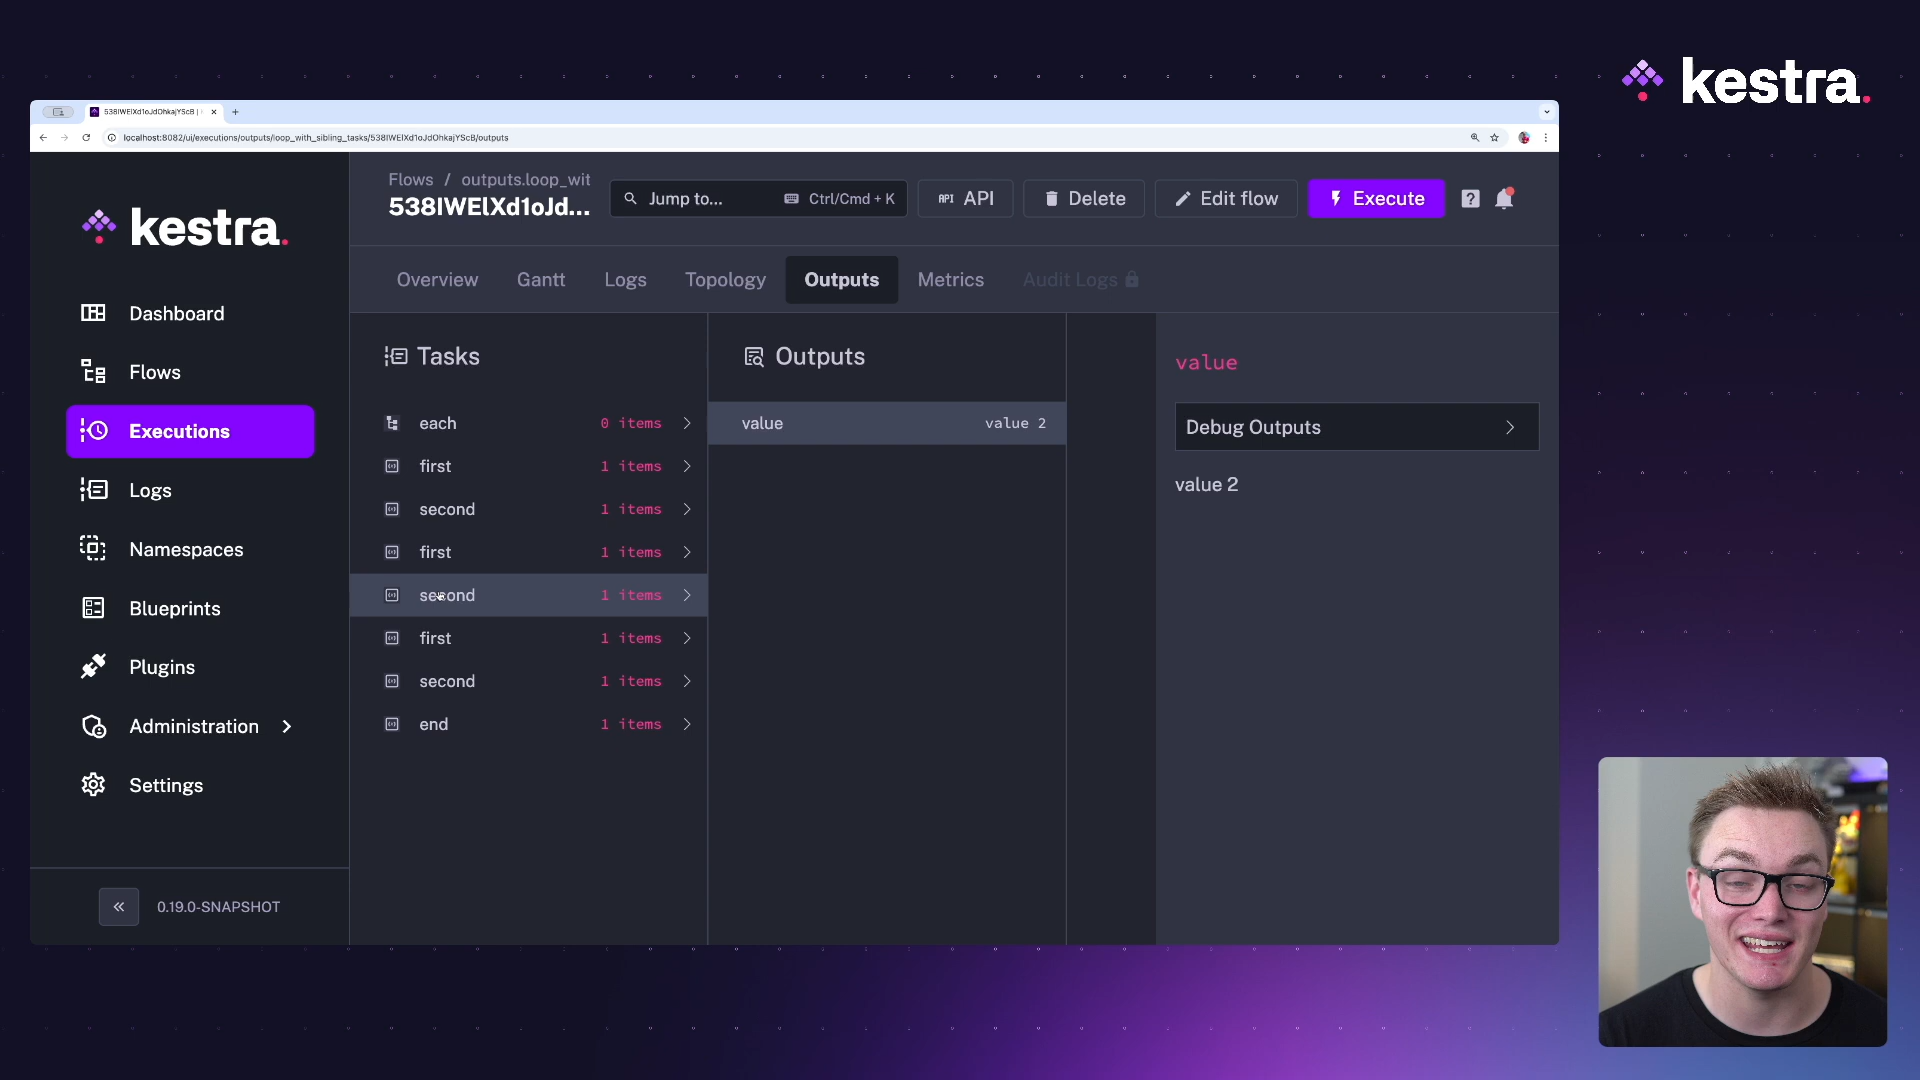 kestra.
538IWElXd1oJdOhkajYScB |
localhost:8082/ui/executions/outputs/loop_with_sibling_tasks/538IWElXd1oJdOhkajYScB/outputs
kestra.
Dashboard
Flows
Executions
Logs
Namespaces
Blueprints
Plugins
Administration
Settings
0.19.0-SNAPSHOT
Flows / outputs.loop_wit
538IWElXd1oJd...
Jump to... Ctrl/Cmd + K
API API
Delete
Edit flow
Execute
Overview Gantt Logs Topology Outputs Metrics Audit Logs
Tasks
each 0 items
first 1 items
second 1 items
first 1 items
second 1 items
first 1 items
second 1 items
end 1 items
Outputs
value value 2
value
Debug Outputs
value 2